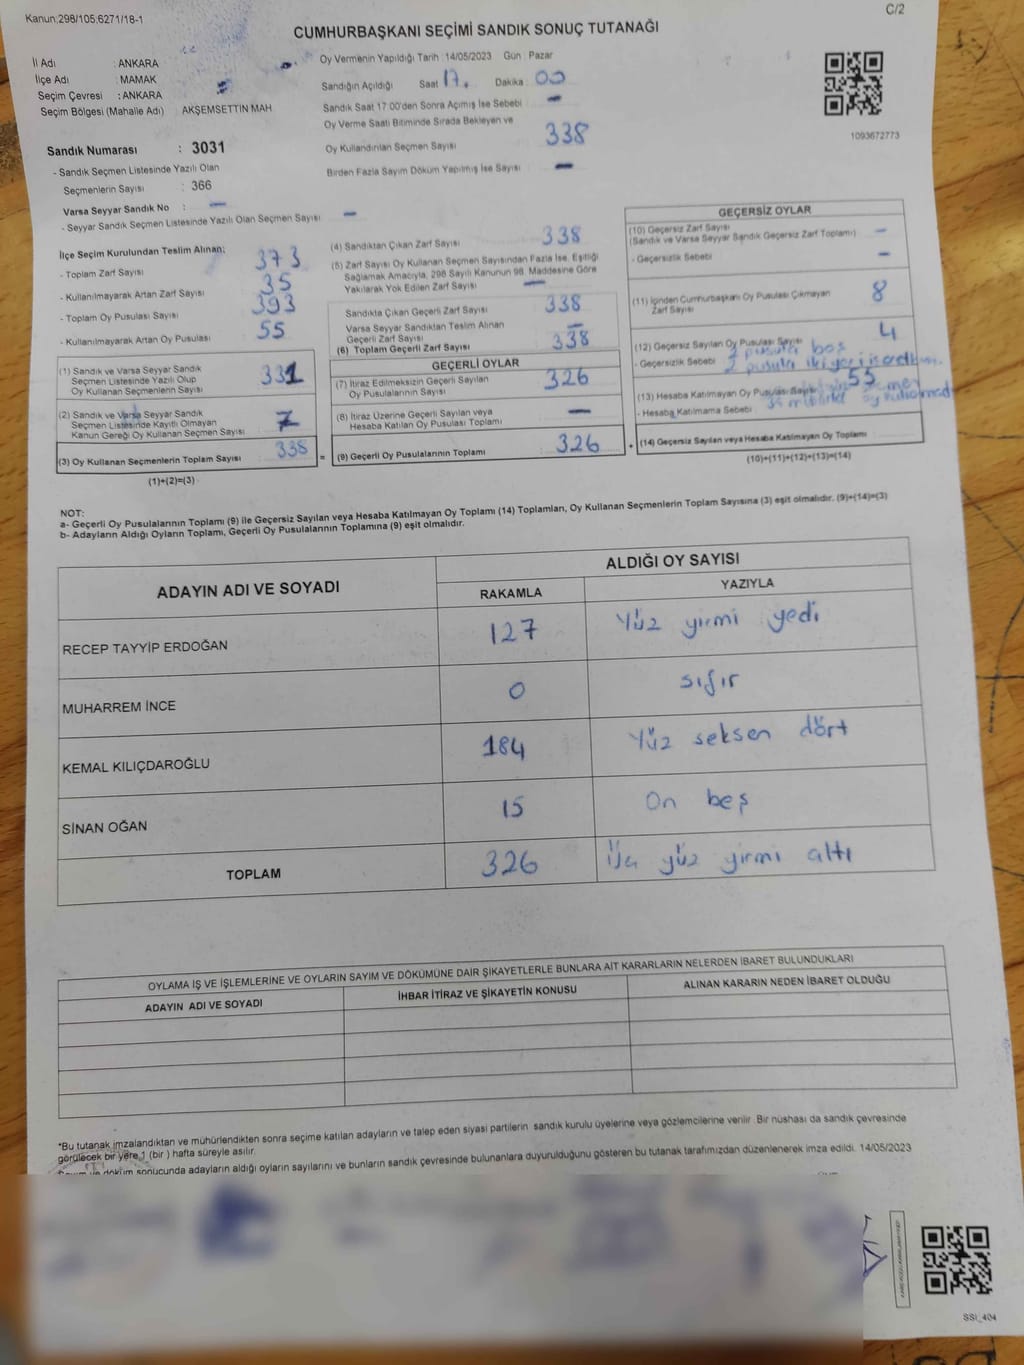 Kanun:298/105;6271/18-1
C/2
CUMHURBAŞKANI SEÇİMİ SANDIK SONUÇ TUTANAĞI
İl Adı : ANKARA
İlçe Adı : MAMAK
Seçim Çevresi : ANKARA
Seçim Bölgesi (Mahalle Adı) AKŞEMSETTIN MAH
Sandık Numarası : 3031
- Sandık Seçmen Listesinde Yazılı Olan
Seçmenlerin Sayısı : 366
Varsa Seyyar Sandık No : –
- Seyyar Sandık Seçmen Listesinde Yazılı Olan Seçmen Sayısı –
Oy Vermenin Yapıldığı Tarih : 14/05/2023 Gün : Pazar
Sandığın Açıldığı Saat 17. Dakika : 00
Sandık Saat 17:00'den Sonra Açımış İse Sebebi –
Oy Verme Saati Bitiminde Sırada Bekleyen ve
Oy Kullandırılan Seçmen Sayısı 338
Birden Fazla Sayım Döküm Yapılmış İse Sayısı –
1093672773
İlçe Seçim Kurulundan Teslim Alınan;
- Toplam Zarf Sayısı 373
- Kullanılmayarak Artan Zarf Sayısı 35
- Toplam Oy Pusulası Sayısı 393
- Kullanılmayarak Artan Oy Pusulası 55
(1) Sandık ve Varsa Seyyar Sandık
Seçmen Listesinde Yazılı Olup
Oy Kullanan Seçmenlerin Sayısı 331
(2) Sandık ve Varsa Seyyar Sandık
Seçmen Listesinde Kayıtlı Olmayan
Kanun Gereği Oy Kullanan Seçmen Sayısı 7
(3) Oy Kullanan Seçmenlerin Toplam Sayısı 338 =
(1)+(2)=(3)
(4) Sandıktan Çıkan Zarf Sayısı 338
(5) Zarf Sayısı Oy Kullanan Seçmen Sayısından Fazla İse, Eşitliği
Sağlamak Amacıyla, 298 Sayılı Kanunun 98. Maddesine Göre
Yakılarak Yok Edilen Zarf Sayısı –
Sandıkta Çıkan Geçerli Zarf Sayısı 338
Varsa Seyyar Sandıktan Teslim Alınan
Geçerli Zarf Sayısı –
(6) Toplam Geçerli Zarf Sayısı 338
GEÇERLİ OYLAR
(7) İtiraz Edilmeksizin Geçerli Sayılan
Oy Pusulalarının Sayısı 326
(8) İtiraz Üzerine Geçerli Sayılan veya
Hesaba Katılan Oy Pusulası Toplamı –
(9) Geçerli Oy Pusulalarının Toplamı 326 +
GEÇERSİZ OYLAR
(10) Geçersiz Zarf Sayısı
(Sandık ve Varsa Seyyar Sandık Geçersiz Zarf Toplamı) –
- Geçersizlik Sebebi –
(11) İçinden Cumhurbaşkanı Oy Pusulası Çıkmayan
Zarf Sayısı 8
(12) Geçersiz Sayılan Oy Pusulası Sayısı 4
2 pusula boş
- Geçersizlik Sebebi 2 pusula iki yeri
(13) Hesaba Katılmayan Oy Pusulası Sayısı 55
- Hesaba Katılmama Sebebi
(14) Geçersiz Sayılan veya Hesaba Katılmayan Oy Toplamı
(10)+(11)+(12)+(13)=(14)
NOT:
a- Geçerli Oy Pusulalarının Toplamı (9) ile Geçersiz Sayılan veya Hesaba Katılmayan Oy Toplamı (14) Toplamları, Oy Kullanan Seçmenlerin Toplam Sayısına (3) eşit olmalıdır. (9)+(14)=(3)
b- Adayların Aldığı Oyların Toplamı, Geçerli Oy Pusulalarının Toplamına (9) eşit olmalıdır.
ADAYIN ADI VE SOYADI
ALDIĞI OY SAYISI
RAKAMLA YAZIYLA
RECEP TAYYİP ERDOĞAN 127 Yüz yirmi yedi
MUHARREM İNCE 0 sıfır
KEMAL KILIÇDAROĞLU 184 Yüz seksen dört
SİNAN OĞAN 15 On beş
TOPLAM 326 yüz yirmi altı
OYLAMA İŞ VE İŞLEMLERİNE VE OYLARIN SAYIM VE DÖKÜMÜNE DAİR ŞİKAYETLERLE BUNLARA AİT KARARLARIN NELERDEN İBARET BULUNDUKLARI
ADAYIN ADI VE SOYADI İHBAR İTİRAZ VE ŞİKAYETİN KONUSU ALINAN KARARIN NEDEN İBARET OLDUĞU
*Bu tutanak imzalandıktan ve mühürlendikten sonra seçime katılan adayların ve talep eden siyasi partilerin sandık kurulu üyelerine veya gözlemcilerine verilir. Bir nüshası da sandık çevresinde
görülecek bir yere 1 (bir) hafta süreyle asılır.
ve döküm sonucunda adayların aldığı oyların sayılarını ve bunların sandık çevresinde bulunanlara duyurulduğunu gösteren bu tutanak tarafımızdan düzenlenerek imza edildi. 14/05/2023
SSI_404